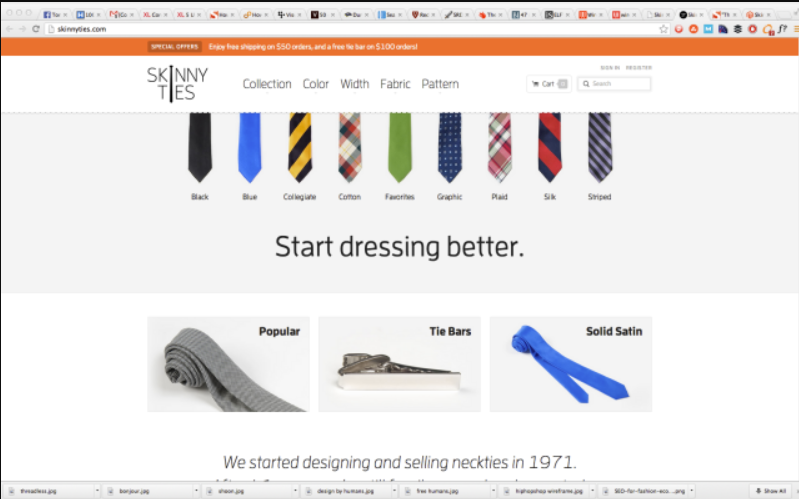 skinnyties.com
SPECIAL OFFERS Enjoy free shipping on $50 orders, and a free tie bar on $100 orders!
SIGN IN REGISTER
SKINNY
TIES
Collection Color Width Fabric Pattern
Cart
Search
Black Blue Collegiate Cotton Favorites Graphic Plaid Silk Striped
Start dressing better.
Popular Tie Bars Solid Satin
We started designing and selling neckties in 1971.
threadless.jpg bonjour.jpg shean.jpg design by humans.jpg free humans.jpg hiphopshop wireframe.jpg SEO-for-fashion-eco....png Show All